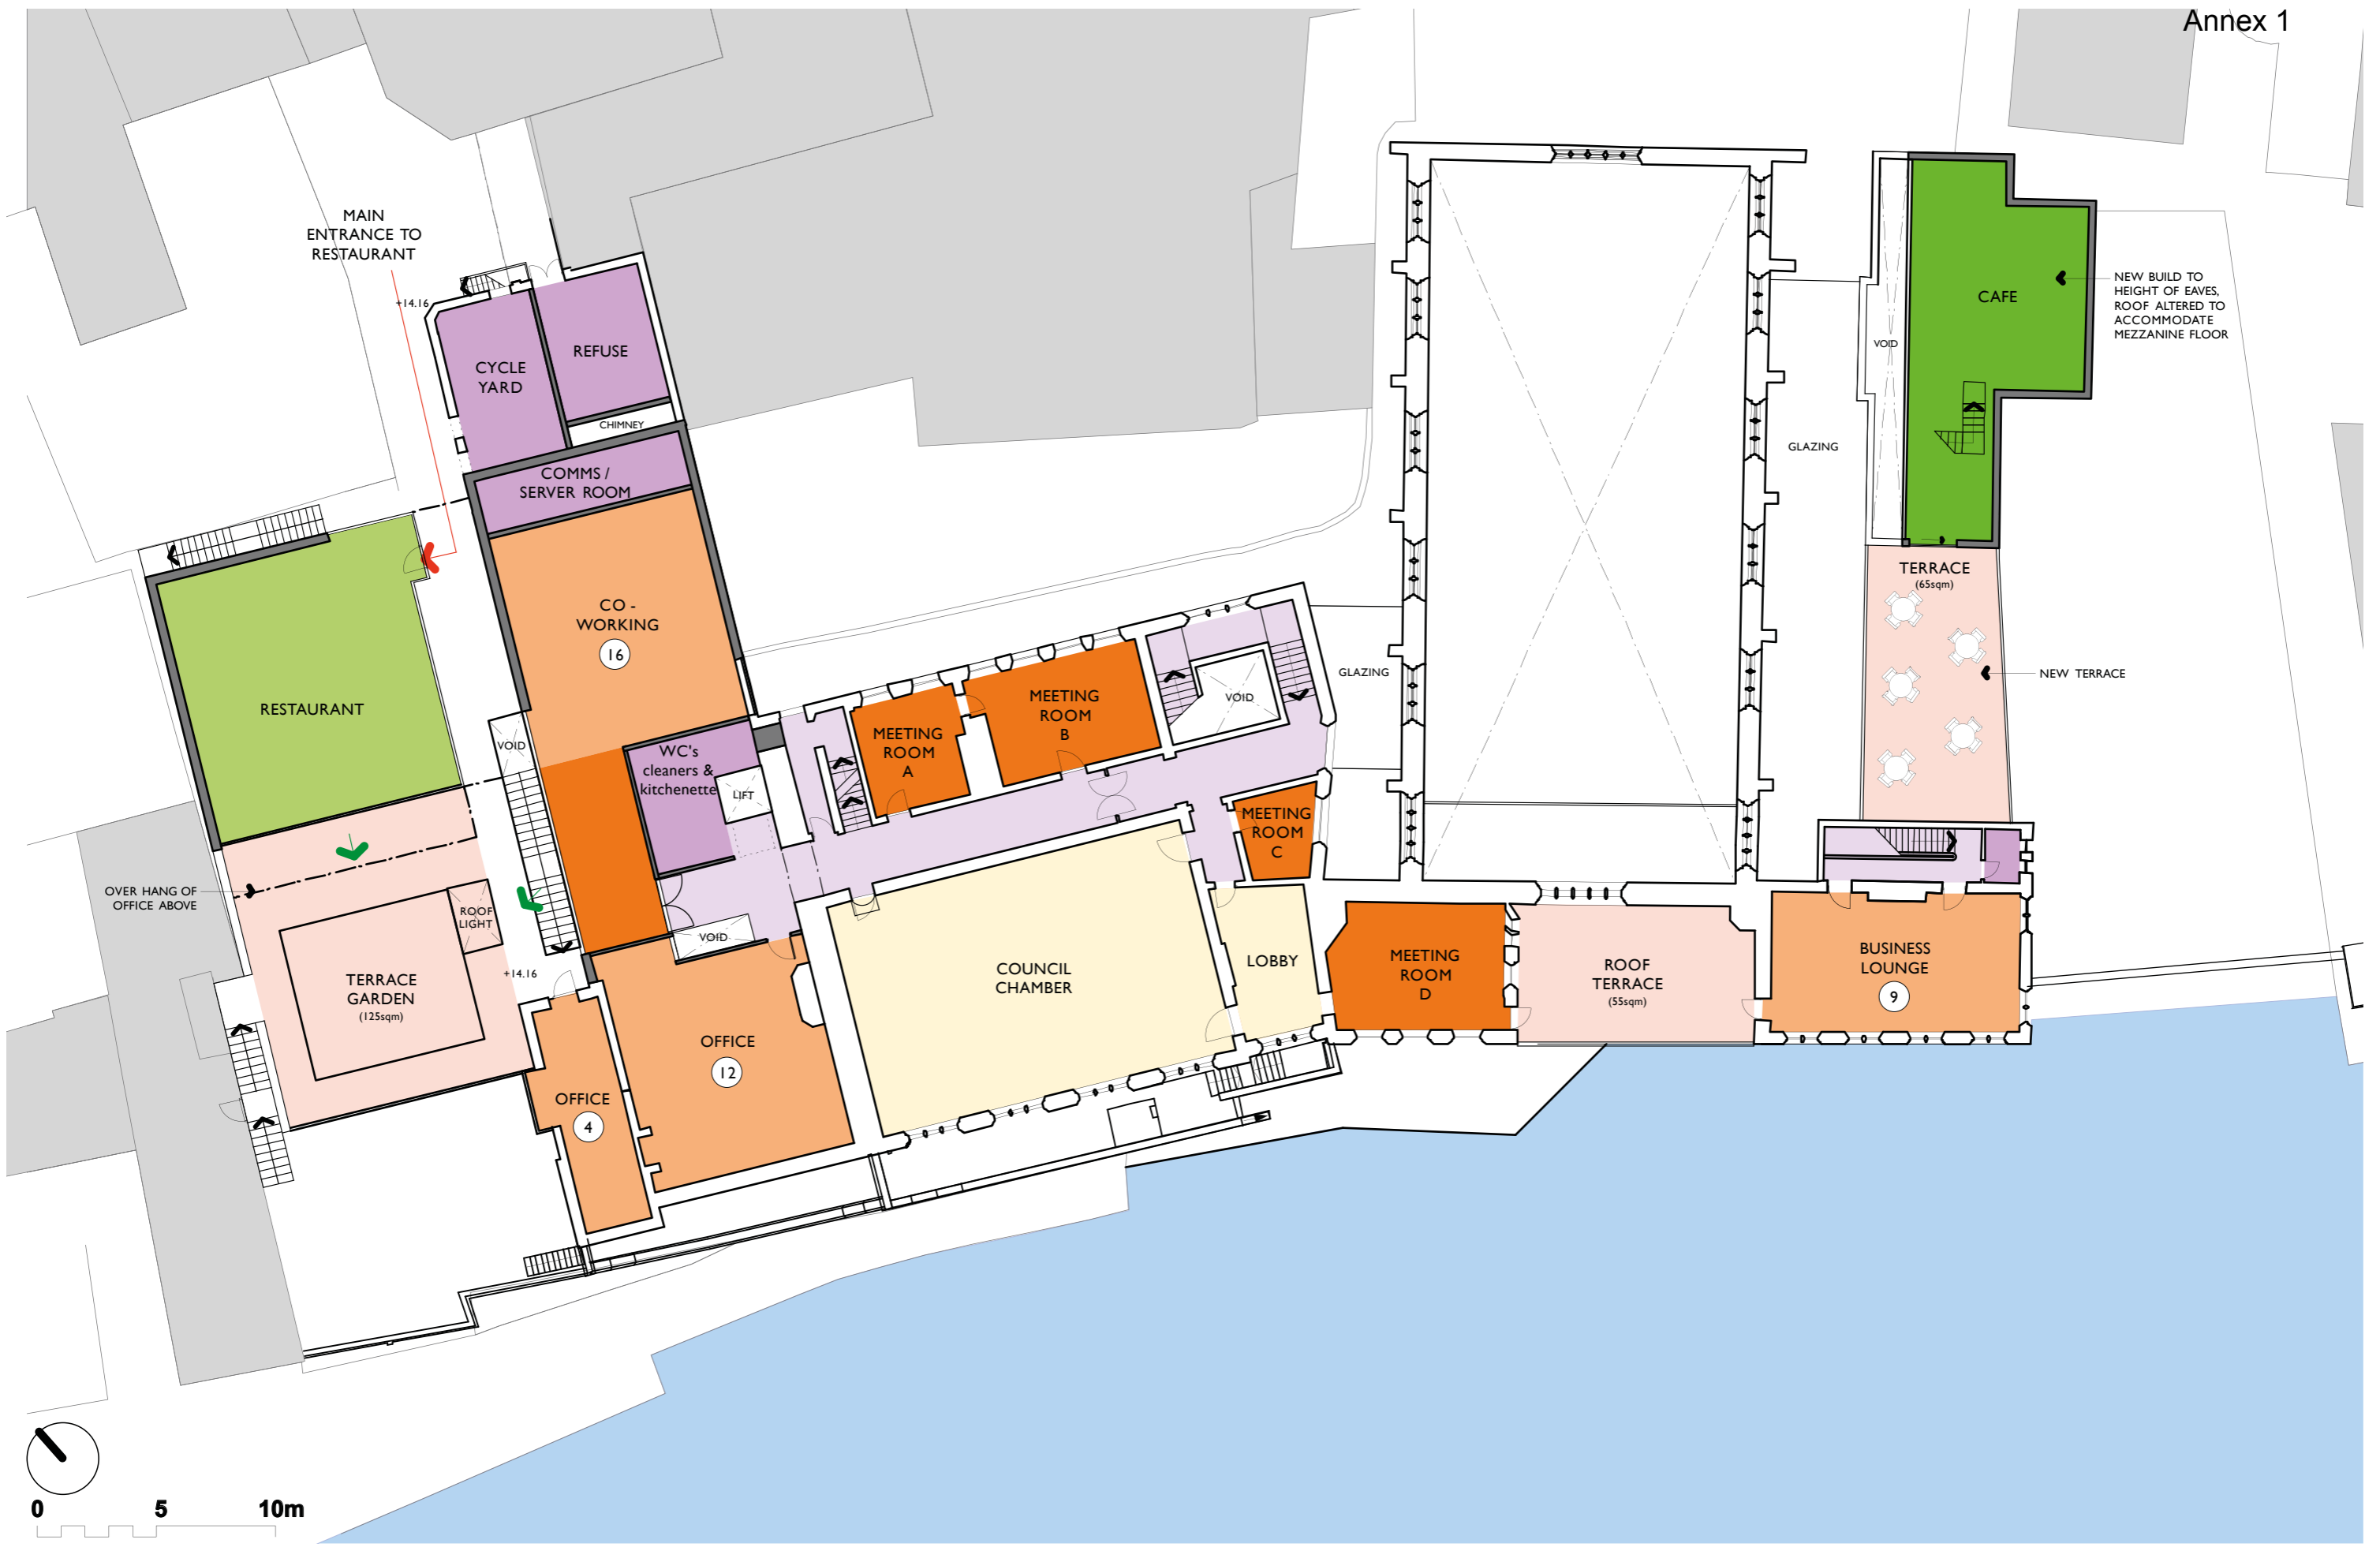 Annex 1
MAIN
ENTRANCE TO
RESTAURANT
+14.16
REFUSE
CYCLE
YARD
CHIMNEY
COMMS /
SERVER ROOM
CO -
WORKING
16
RESTAURANT
VOID
WC's
cleaners &
kitchenette
LIFT
MEETING
ROOM
A
MEETING
ROOM
B
VOID
MEETING
ROOM
C
GLAZING
GLAZING
VOID
CAFE
NEW BUILD TO
HEIGHT OF EAVES,
ROOF ALTERED TO
ACCOMMODATE
MEZZANINE FLOOR
TERRACE
(65sqm)
NEW TERRACE
OVER HANG OF
OFFICE ABOVE
ROOF
LIGHT
TERRACE
GARDEN
(125sqm)
+14.16
VOID
OFFICE
12
OFFICE
4
COUNCIL
CHAMBER
LOBBY
MEETING
ROOM
D
ROOF
TERRACE
(55sqm)
BUSINESS
LOUNGE
9
0 5 10m